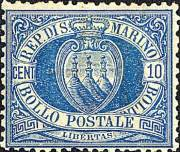 REP. DI S. MARINO
CENT 10
BOLLO POSTALE
LIBERTAS